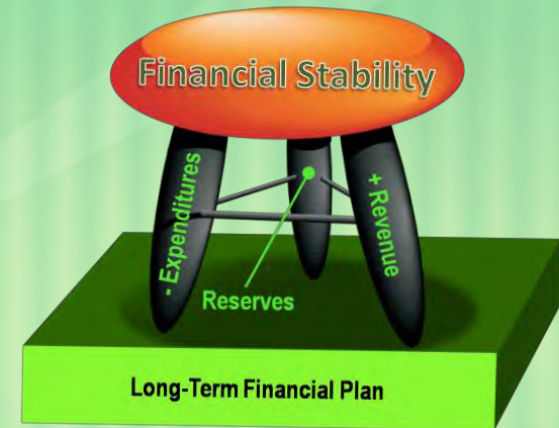 Financial Stability
- Expenditures
+ Revenue
Reserves
Long-Term Financial Plan